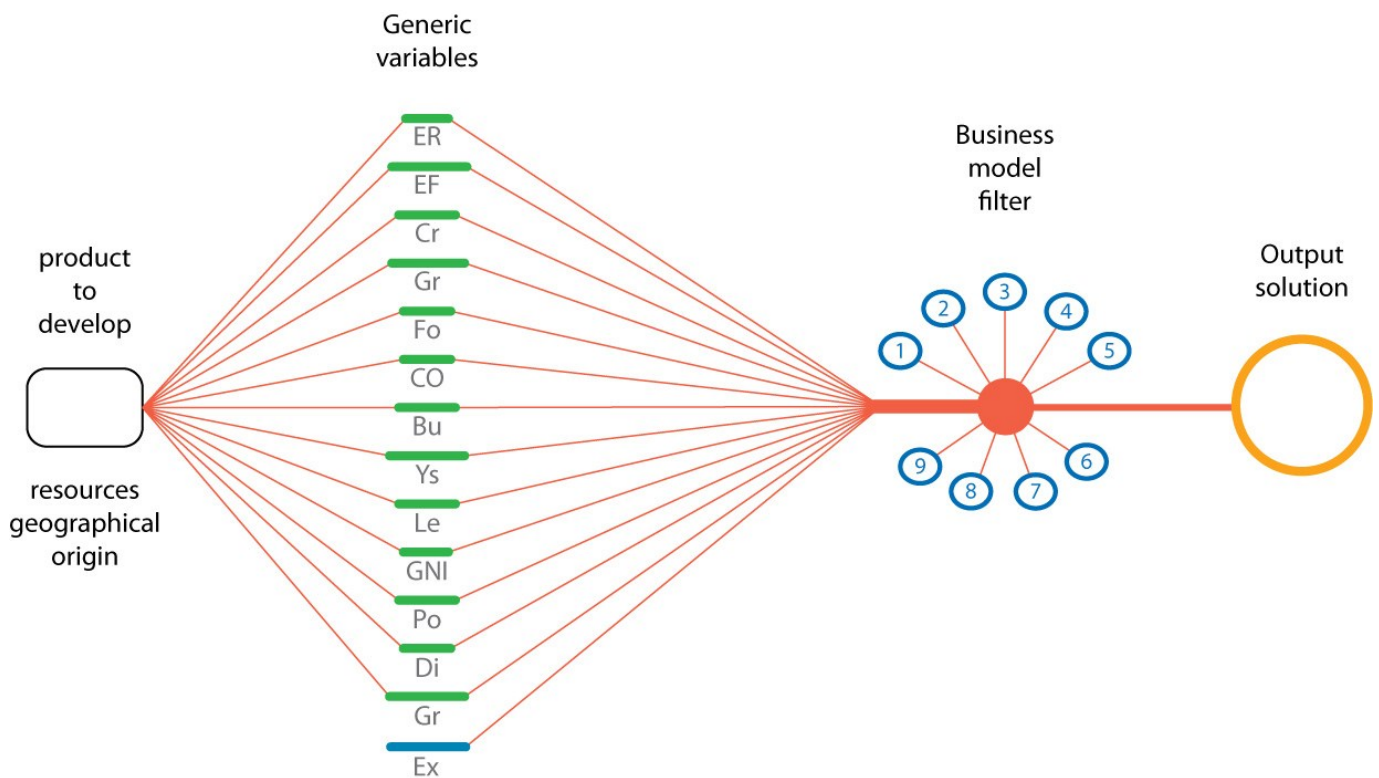 Generic
variables
ER
EF
Cr
Gr
Fo
CO
Bu
Ys
Le
GNI
Po
Di
Gr
Ex
product
to
develop
resources
geographical
origin
Business
model
filter
1
2
3
4
5
6
7
8
9
Output
solution